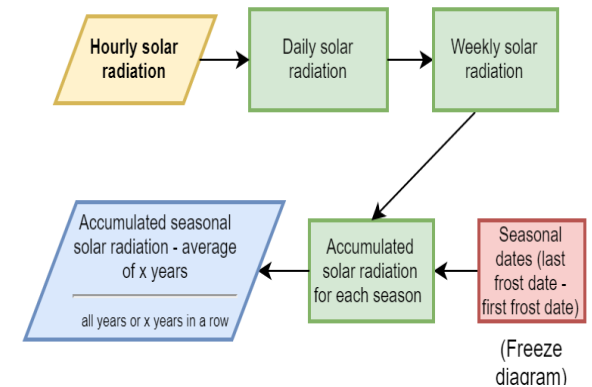 Hourly solar
radiation
Daily solar
radiation
Weekly solar
radiation
Accumulated seasonal
solar radiation - average
of x years
all years or x years in a row
Accumulated
solar radiation
for each season
Seasonal
dates (last
frost date -
first frost date)
(Freeze
diagram)